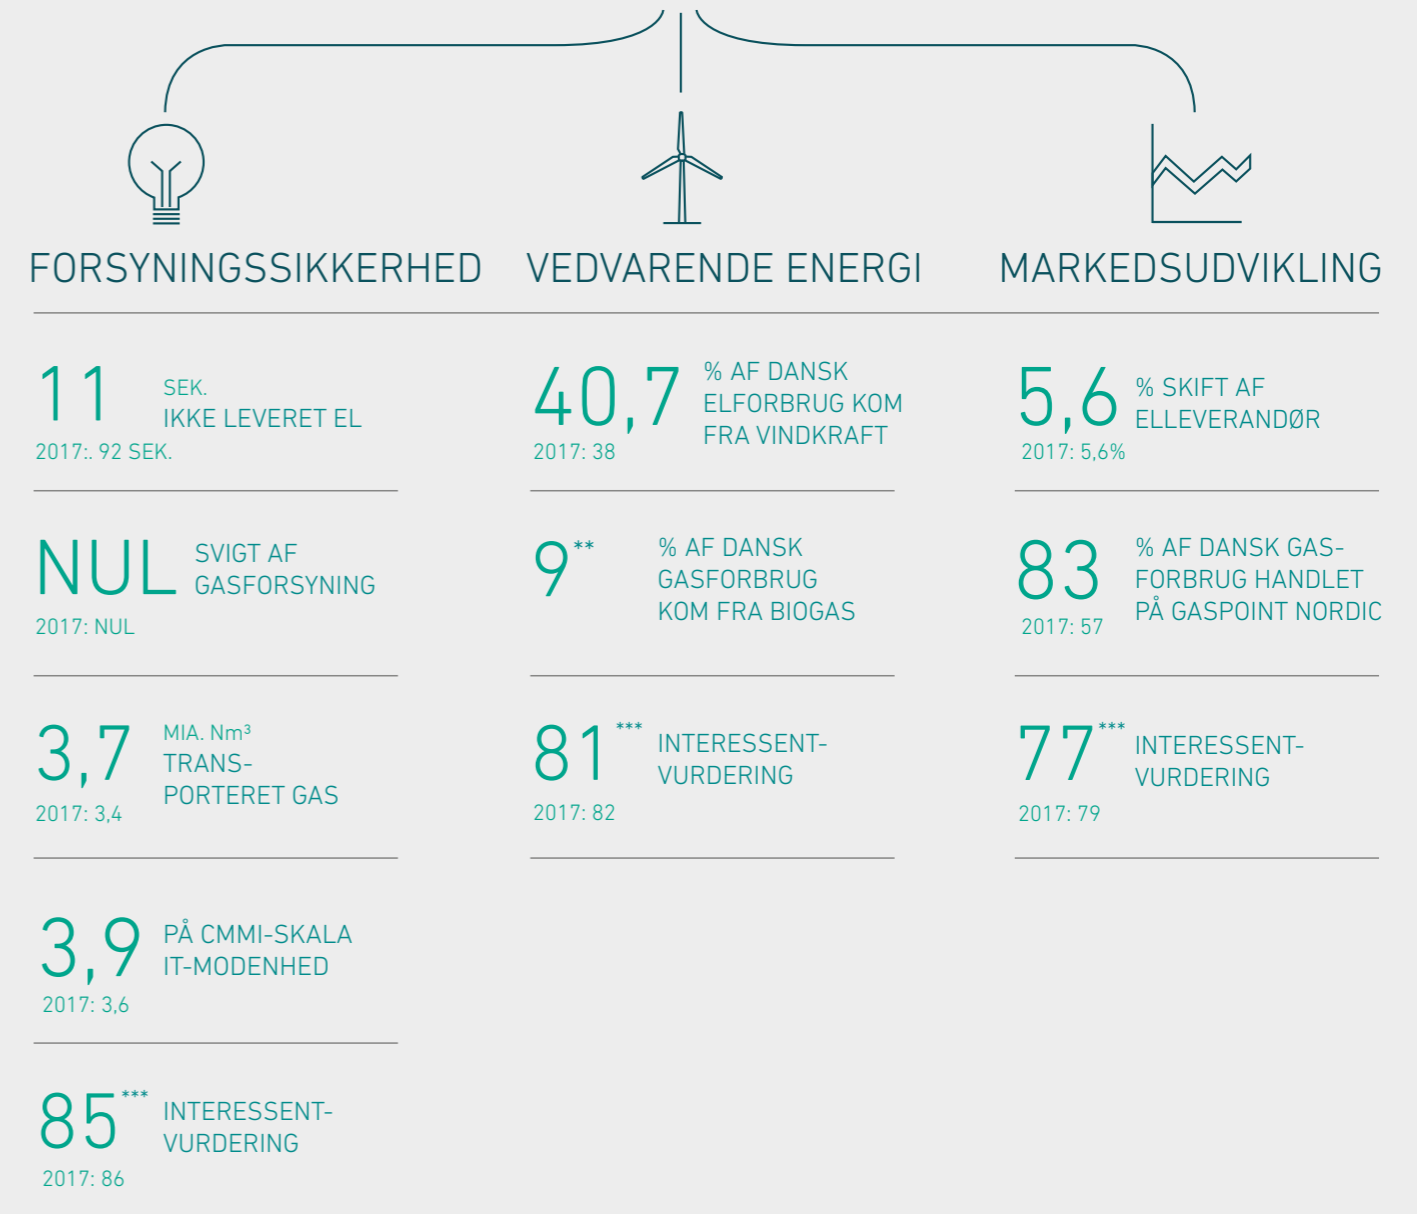 FORSYNINGSSIKKERHED
11
SEK.
IKKE LEVERET EL
2017:. 92 SEK.
NUL
SVIGT AF
GASFORSYNING
2017: NUL
3,7
MIA. Nm³
TRANS-
PORTERET GAS
2017: 3,4
3,9
PÅ CMMI-SKALA
IT-MODENHED
2017: 3,6
85***
INTERESSENT-
VURDERING
2017: 86
VEDVARENDE ENERGI
40,7
% AF DANSK
ELFORBRUG KOM
FRA VINDKRAFT
2017: 38
9**
% AF DANSK
GASFORBRUG
KOM FRA BIOGAS
81***
INTERESSENT-
VURDERING
2017: 82
MARKEDSUDVIKLING
5,6
% SKIFT AF
ELLEVERANDØR
2017: 5,6%
83
% AF DANSK GAS-
FORBRUG HANDLET
PÅ GASPOINT NORDIC
2017: 57
77***
INTERESSENT-
VURDERING
2017: 79